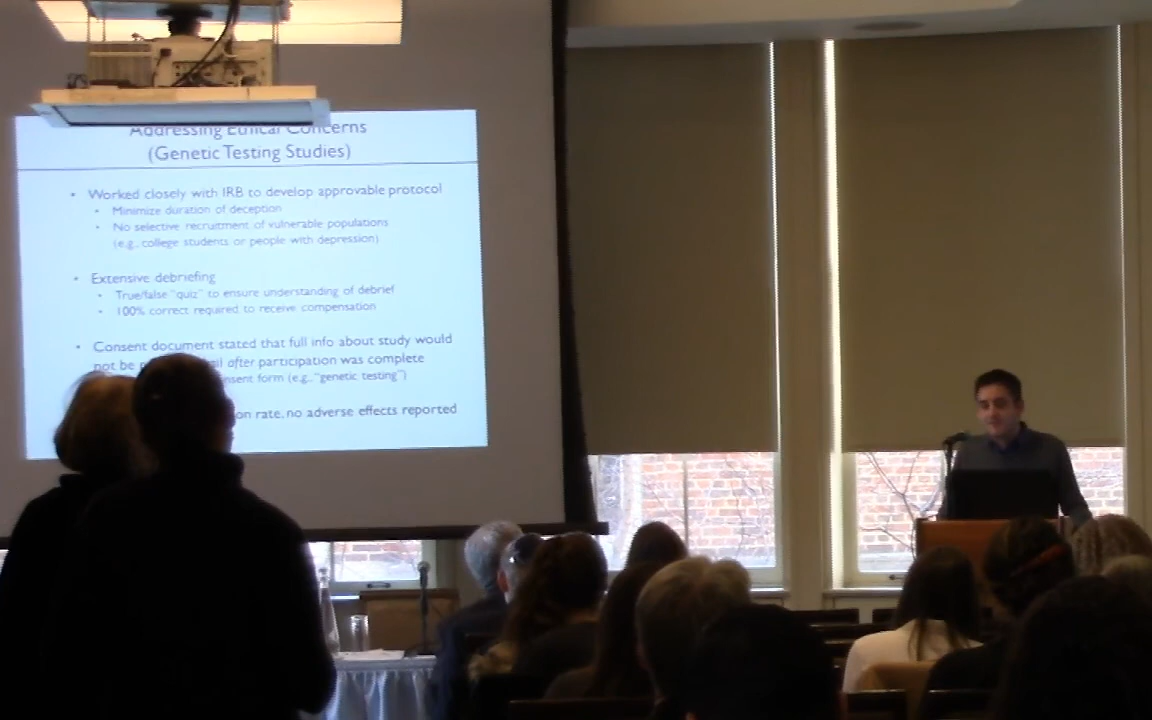 Addressing Ethical Concerns
(Genetic Testing Studies)
• Worked closely with IRB to develop approvable protocol
• Minimize duration of deception
• No selective recruitment of vulnerable populations
(e.g., college students or people with depression)
• Extensive debriefing
• True/false "quiz" to ensure understanding of debrief
• 100% correct required to receive compensation
• Consent document stated that full info about study would
not be after participation was complete
form (e.g., "genetic testing")
rate, no adverse effects reported